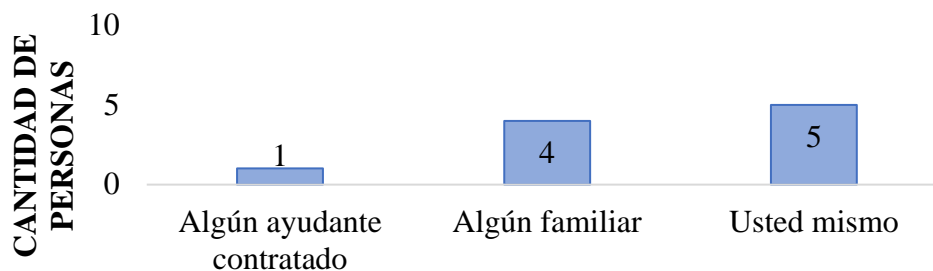 CANTIDAD DE
PERSONAS
10
5
0
1
4
5
Algún ayudante
contratado
Algún familiar
Usted mismo